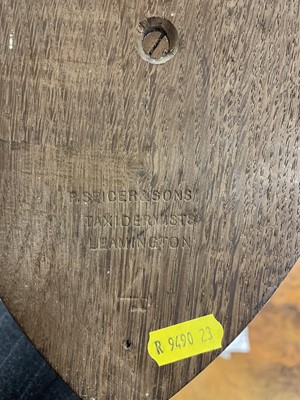 P. SPICER & SONS
TAXIDERMISTS
LEAMINGTON
R 9490 23